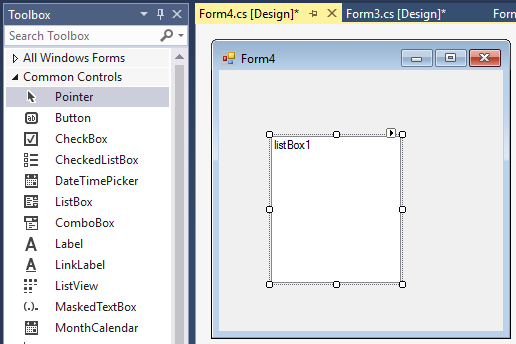 Toolbox
Search Toolbox
All Windows Forms
Common Controls
Pointer
Button
CheckBox
CheckedListBox
DateTimePicker
ListBox
ComboBox
Label
LinkLabel
ListView
MaskedTextBox
MonthCalendar
Form4.cs [Design]* Form3.cs [Design]* Forn
Form4
listBox1